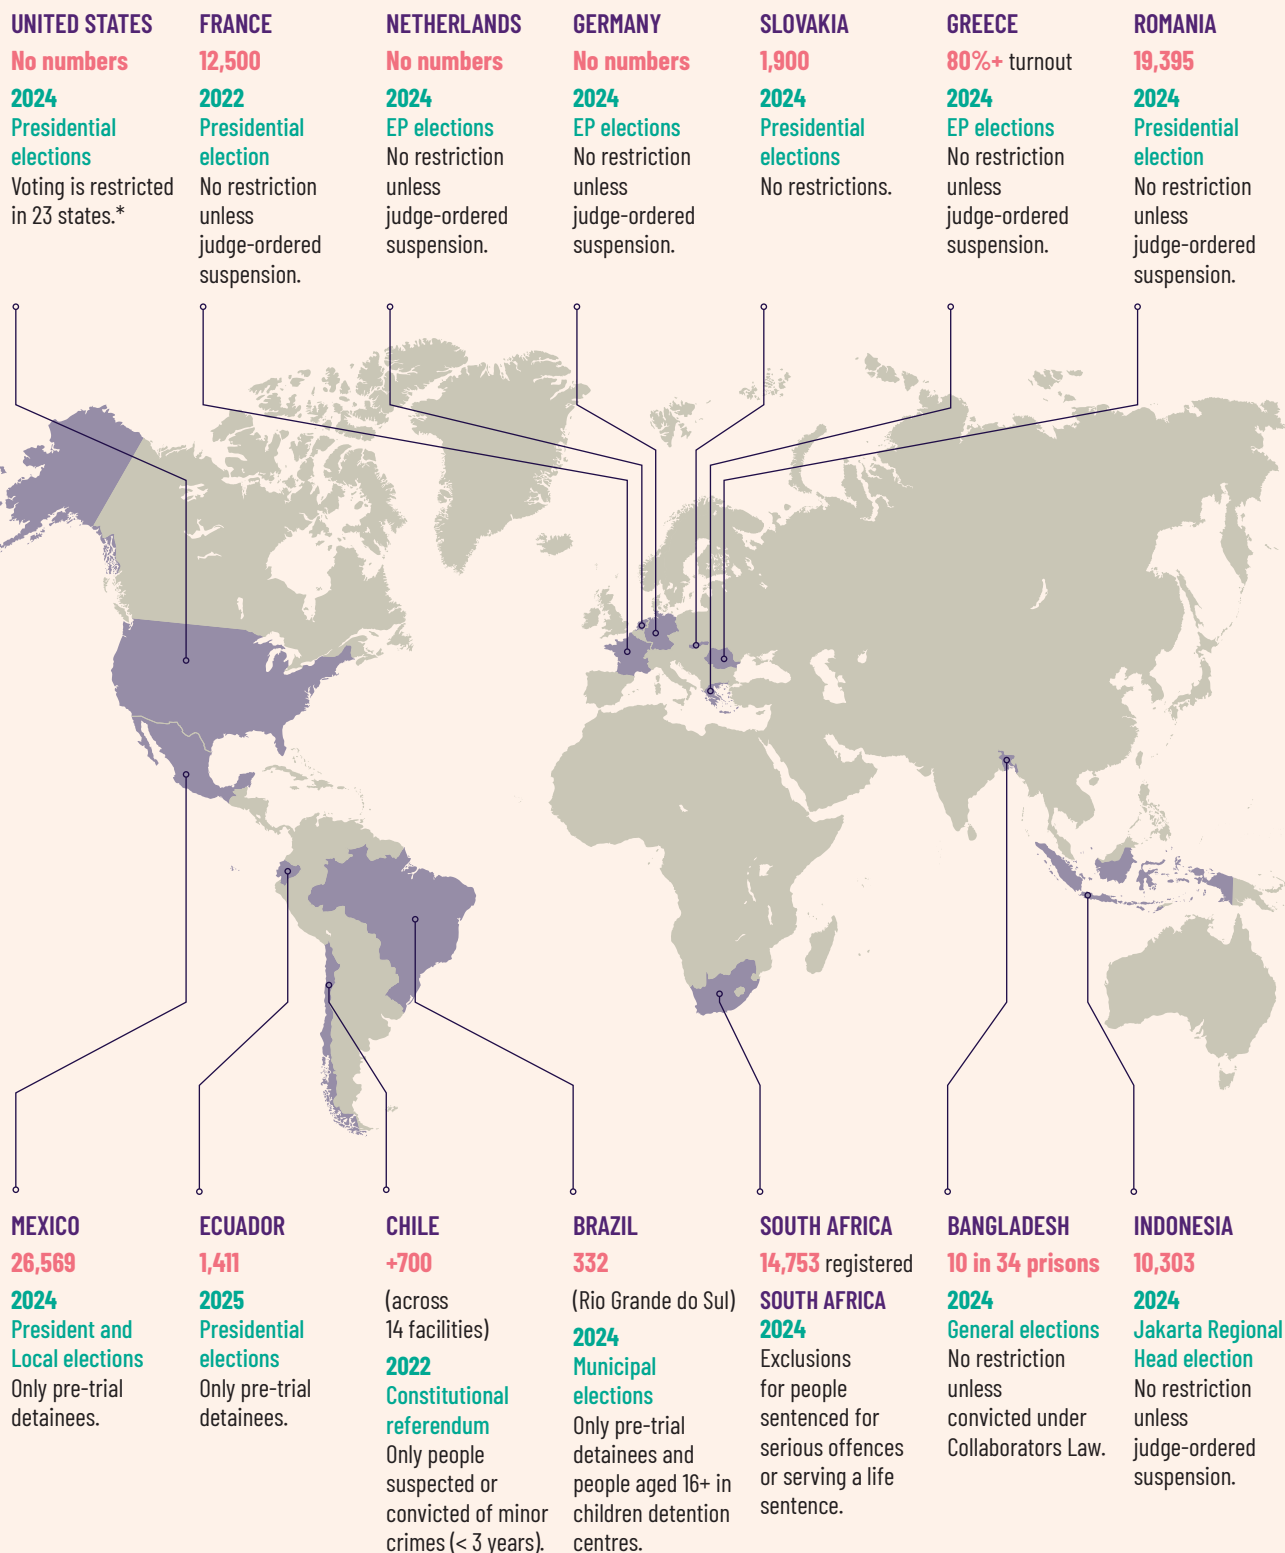 UNITED STATES
No numbers
2024
Presidential
elections
Voting is restricted
in 23 states.*
FRANCE
12,500
2022
Presidential
election
No restriction
unless
judge-ordered
suspension.
NETHERLANDS
No numbers
2024
EP elections
No restriction
unless
judge-ordered
suspension.
GERMANY
No numbers
2024
EP elections
No restriction
unless
judge-ordered
suspension.
SLOVAKIA
1,900
2024
Presidential
elections
No restrictions.
GREECE
80%+ turnout
2024
EP elections
No restriction
unless
judge-ordered
suspension.
ROMANIA
19,395
2024
Presidential
election
No restriction
unless
judge-ordered
suspension.
MEXICO
26,569
2024
President and
Local elections
Only pre-trial
detainees.
ECUADOR
1,411
2025
Presidential
elections
Only pre-trial
detainees.
CHILE
+700
(across
14 facilities)
2022
Constitutional
referendum
Only people
suspected or
convicted of minor
crimes (< 3 years).
BRAZIL
332
(Rio Grande do Sul)
2024
Municipal
elections
Only pre-trial
detainees and
people aged 16+ in
children detention
centres.
SOUTH AFRICA
14,753 registered
SOUTH AFRICA
2024
Exclusions
for people
sentenced for
serious offences
or serving a life
sentence.
BANGLADESH
10 in 34 prisons
2024
General elections
No restriction
unless
convicted under
Collaborators Law.
INDONESIA
10,303
2024
Jakarta Regional
Head election
No restriction
unless
judge-ordered
suspension.